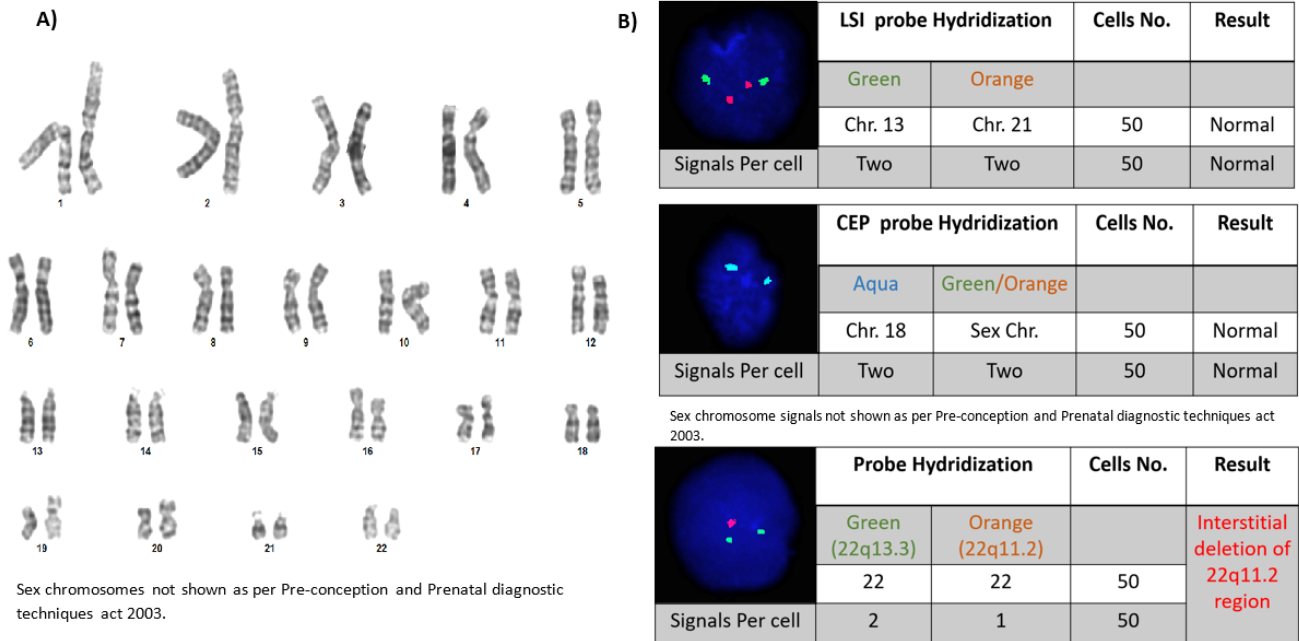 A)
1 2 3 4 5
6 7 8 9 10 11 12
13 14 15 16 17 18
19 20 21 22
Sex chromosomes not shown as per Pre-conception and Prenatal diagnostic
techniques act 2003.
B)
LSI probe Hydridization Cells No. Result
Green Orange
Chr. 13 Chr. 21 50 Normal
Signals Per cell Two Two 50 Normal
CEP probe Hydridization Cells No. Result
Aqua Green/Orange
Chr. 18 Sex Chr. 50 Normal
Signals Per cell Two Two 50 Normal
Sex chromosome signals not shown as per Pre-conception and Prenatal diagnostic techniques act
2003.
Probe Hydridization Cells No. Result
Green Orange
(22q13.3) (22q11.2)
22 22 50
Signals Per cell 2 1 50
Interstitial
deletion of
22q11.2
region